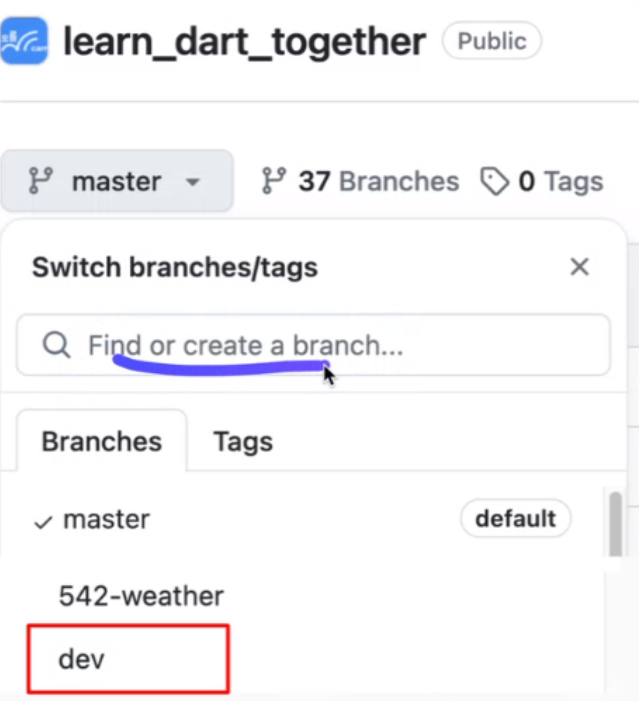 learn_dart_together Public
master 37 Branches 0 Tags
Switch branches/tags
Find or create a branch...
Branches Tags
master default
542-weather
dev